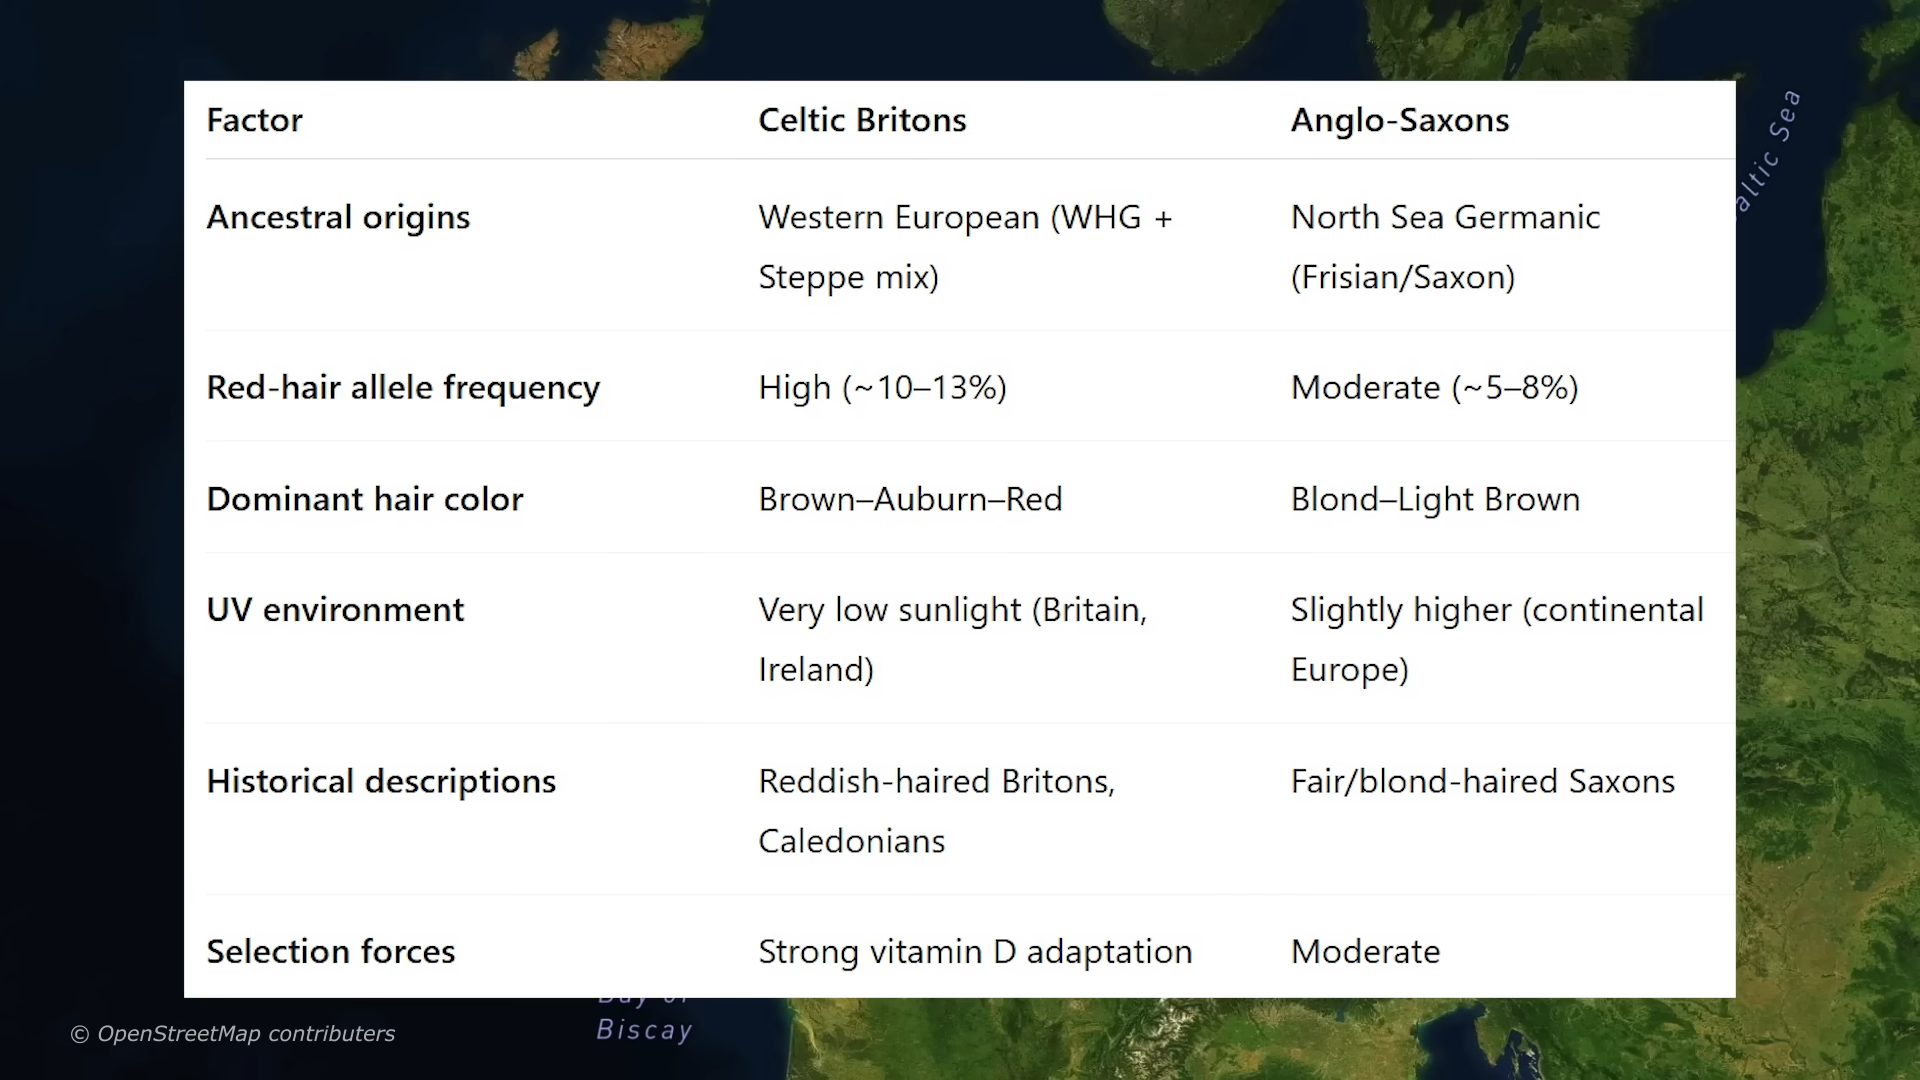 Factor Celtic Britons Anglo-Saxons
Ancestral origins Western European (WHG + North Sea Germanic
Steppe mix) (Frisian/Saxon)
Red-hair allele frequency High (~10–13%) Moderate (~5–8%)
Dominant hair color Brown–Auburn–Red Blond–Light Brown
UV environment Very low sunlight (Britain, Slightly higher (continental
Ireland) Europe)
Historical descriptions Reddish-haired Britons, Fair/blond-haired Saxons
Caledonians
Selection forces Strong vitamin D adaptation Moderate
altic Sea
Biscay
© OpenStreetMap contributers